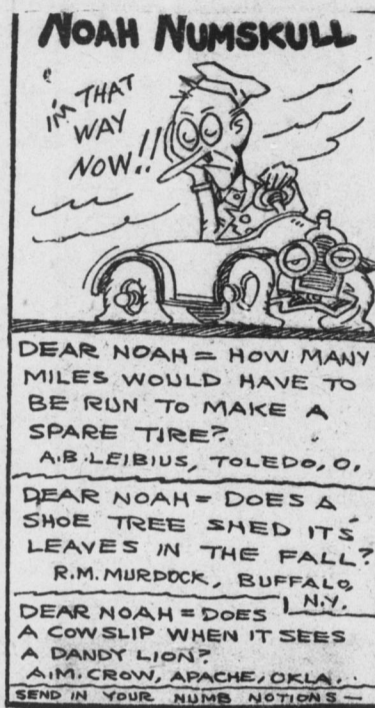 NOAH NUMSKULL
"I'M THAT
WAY
NOW!!
DEAR NOAH = HOW MANY
MILES WOULD HAVE TO
BE RUN TO MAKE A
SPARE TIRE?
A.B. LEIBIUS, TOLEDO, O.
DEAR NOAH = DOES A
SHOE TREE SHED ITS
LEAVES IN THE FALL?
R.M. MURDOCK, BUFFALO,
N.Y.
DEAR NOAH = DOES
A COWSLIP WHEN IT SEES
A DANDY LION?
A.M. CROW, APACHE, OKLA.
SEND IN YOUR NUMB NOTIONS—